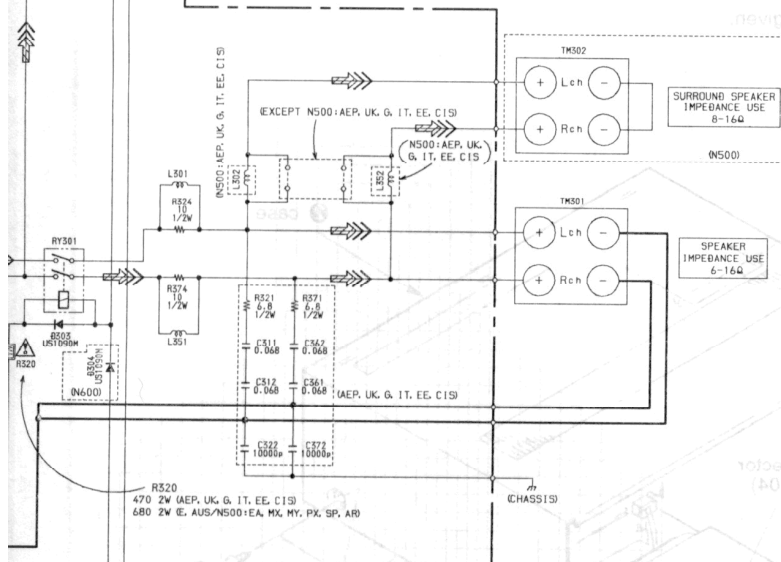 TM302
+ Lch -
+ Rch -
SURROUND SPEAKER
IMPEDANCE USE
8-16Ω
(N500)
(N500:AEP, UK, G, IT, EE, CIS)
(EXCEPT N500:AEP, UK, G, IT, EE, CIS)
(N500:AEP, UK,
G, IT, EE, CIS)
L302
L352
L301
R324
10
1/2W
RY301
TM301
+ Lch -
+ Rch -
SPEAKER
IMPEDANCE USE
6-16Ω
R374
10
1/2W
L351
R321
6.8
1/2W
R371
6.8
1/2W
C311
0.068
C362
0.068
C312
0.068
C361
0.068
(AEP, UK, G, IT, EE, CIS)
C322
10000p
C372
10000p
D303
US1090M
D304
US1090M
(N600)
R320
(CHASSIS)
R320
470 2W (AEP, UK, G, IT, EE, CIS)
680 2W (E, AUS/N500:EA, MX, MY, PX, SP, AR)
case
given.
ector
04)